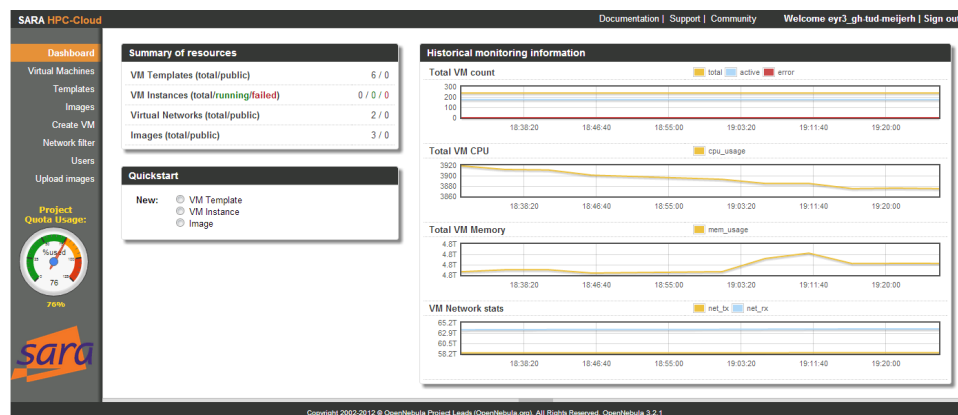 SARA HPC-Cloud
Documentation | Support | Community Welcome eyr3_gh-tud-meijerh | Sign out
Dashboard
Virtual Machines
Templates
Images
Create VM
Network filter
Users
Upload images
Project
Quota Usage:
%used
76
76%
sara
Summary of resources
VM Templates (total/public) 6 / 0
VM Instances (total/running/failed) 0 / 0 / 0
Virtual Networks (total/public) 2 / 0
Images (total/public) 3 / 0
Quickstart
New: VM Template
VM Instance
Image
Historical monitoring information
Total VM count total active error
300
200
100
0
18:38:20 18:46:40 18:55:00 19:03:20 19:11:40 19:20:00
Total VM CPU cpu_usage
3920
3900
3880
3860
18:38:20 18:46:40 18:55:00 19:03:20 19:11:40 19:20:00
Total VM Memory mem_usage
4.8T
4.8T
4.8T
4.8T
18:38:20 18:46:40 18:55:00 19:03:20 19:11:40 19:20:00
VM Network stats net_tx net_rx
65.2T
62.9T
60.5T
58.2T
18:38:20 18:46:40 18:55:00 19:03:20 19:11:40 19:20:00
Copyright 2002-2012 © OpenNebula Project Leads (OpenNebula.org). All Rights Reserved. OpenNebula 3.2.1